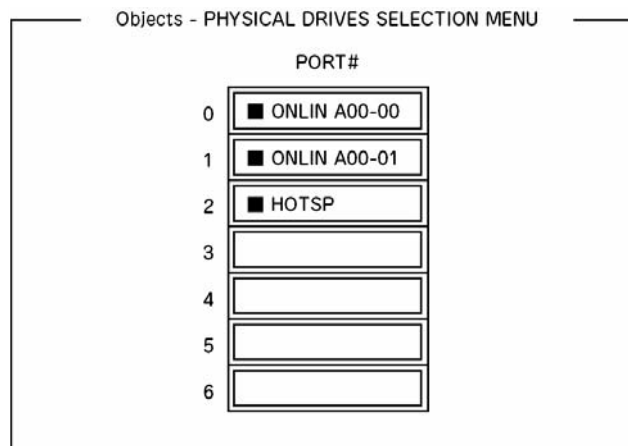 Objects - PHYSICAL DRIVES SELECTION MENU
PORT#
0 ■ ONLIN A00-00
1 ■ ONLIN A00-01
2 ■ HOTSP
3
4
5
6